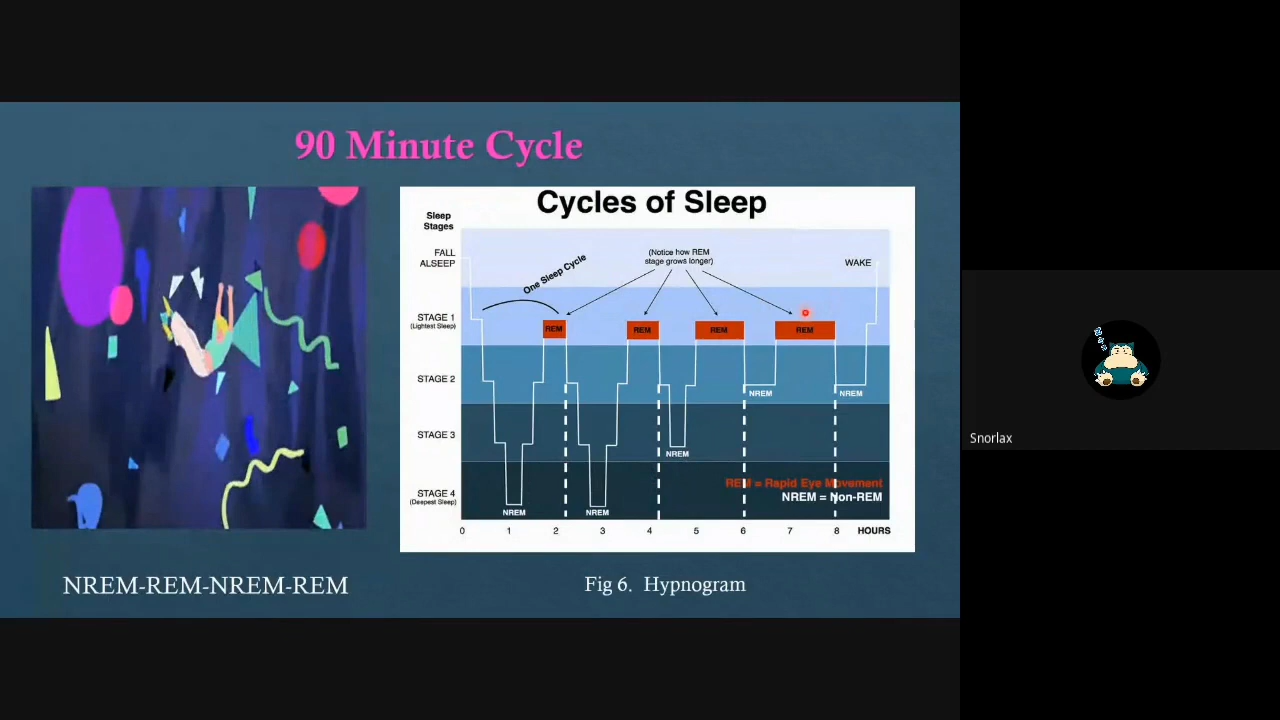 90 Minute Cycle
Cycles of Sleep
Sleep
Stages
FALL
ALSEEP
One Sleep Cycle
(Notice how REM
stage grows longer)
WAKE
STAGE 1
(Lightest Sleep)
REM
REM
REM
REM
STAGE 2
NREM
NREM
STAGE 3
NREM
STAGE 4
(Deepest Sleep)
NREM
NREM
REM = Rapid Eye Movement
NREM = Non-REM
0 1 2 3 4 5 6 7 8 HOURS
NREM-REM-NREM-REM
Fig 6. Hypnogram
Snorlax